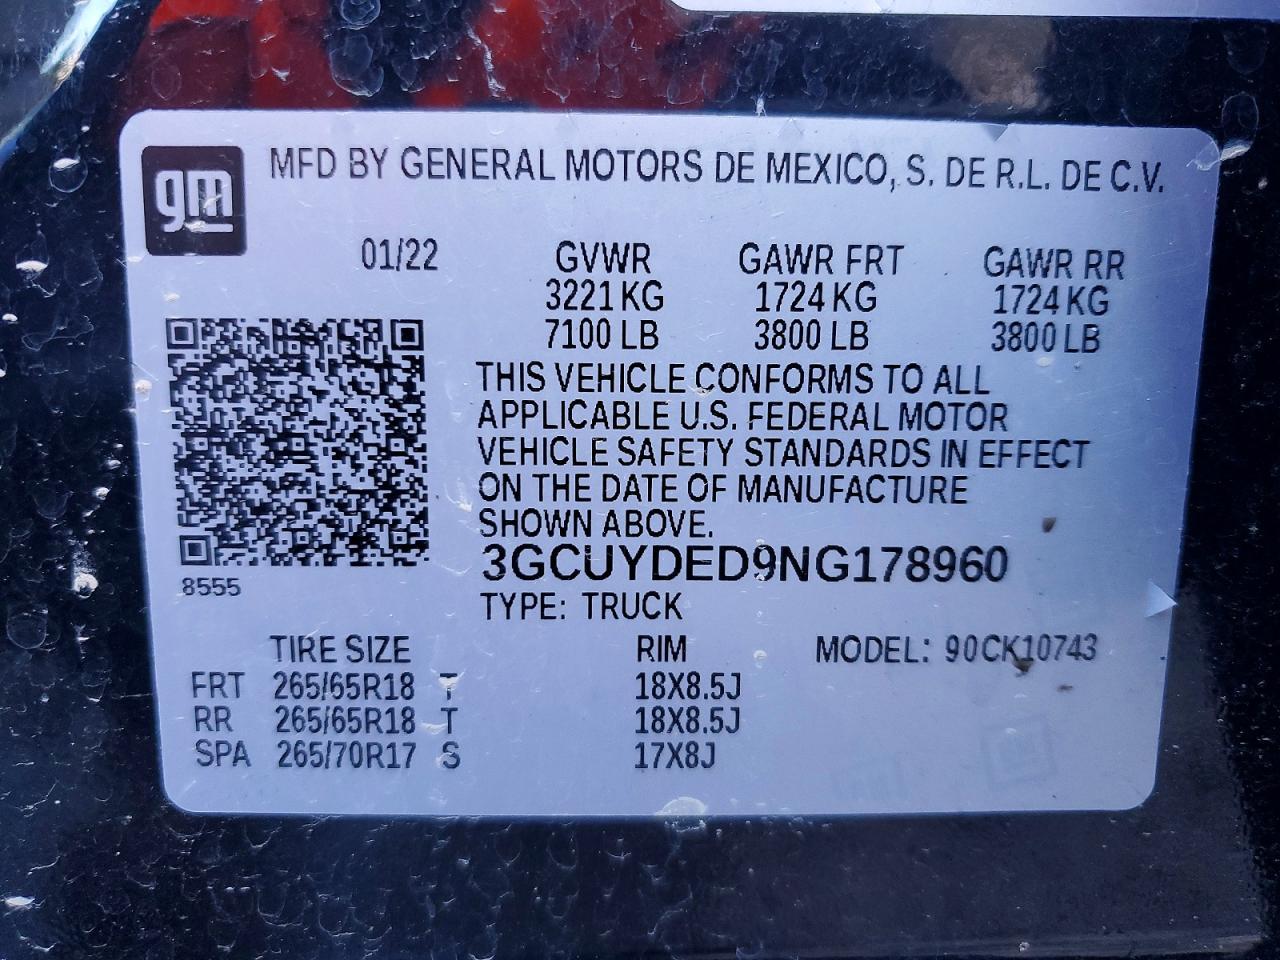 gm
MFD BY GENERAL MOTORS DE MEXICO, S. DE R.L. DE C.V.
01/22 GVWR GAWR FRT GAWR RR
3221 KG 1724 KG 1724 KG
7100 LB 3800 LB 3800 LB
THIS VEHICLE CONFORMS TO ALL
APPLICABLE U.S. FEDERAL MOTOR
VEHICLE SAFETY STANDARDS IN EFFECT
ON THE DATE OF MANUFACTURE
SHOWN ABOVE.
3GCUYDED9NG178960
8555
TYPE: TRUCK
TIRE SIZE RIM MODEL: 90CK10743
FRT 265/65R18 T 18X8.5J
RR 265/65R18 T 18X8.5J
SPA 265/70R17 S 17X8J